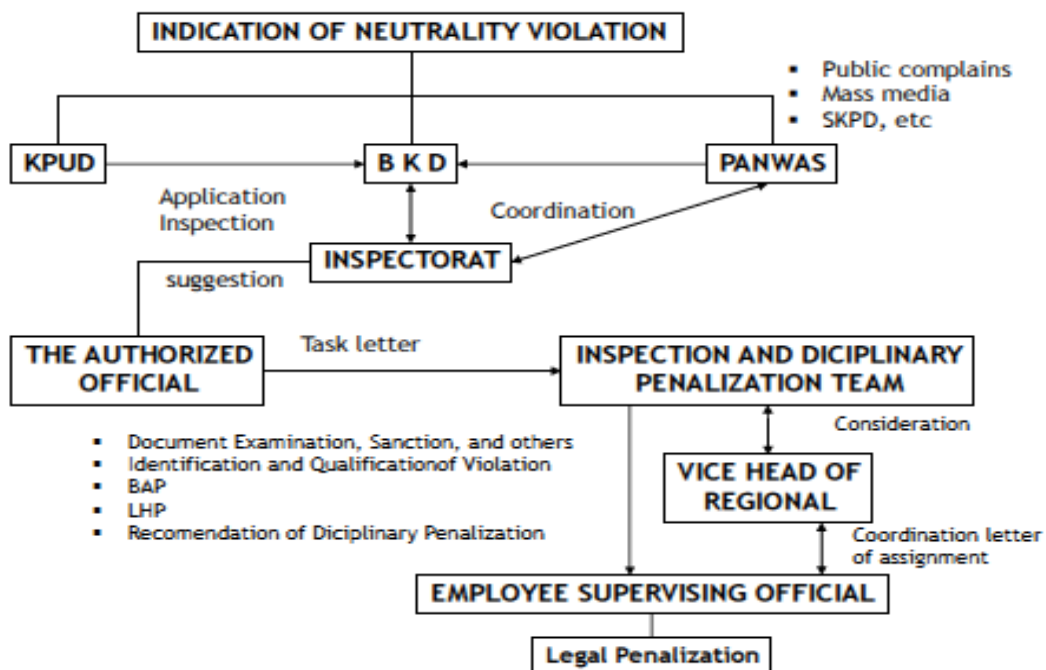 INDICATION OF NEUTRALITY VIOLATION
▪ Public complains
▪ Mass media
▪ SKPD, etc
KPUD
B K D
PANWAS
Application
Inspection
Coordination
INSPECTORAT
suggestion
THE AUTHORIZED
OFFICIAL
Task letter
INSPECTION AND DICIPLINARY
PENALIZATION TEAM
Consideration
▪ Document Examination, Sanction, and others
▪ Identification and Qualificationof Violation
▪ BAP
▪ LHP
▪ Recomendation of Diciplinary Penalization
VICE HEAD OF
REGIONAL
Coordination letter
of assignment
EMPLOYEE SUPERVISING OFFICIAL
Legal Penalization